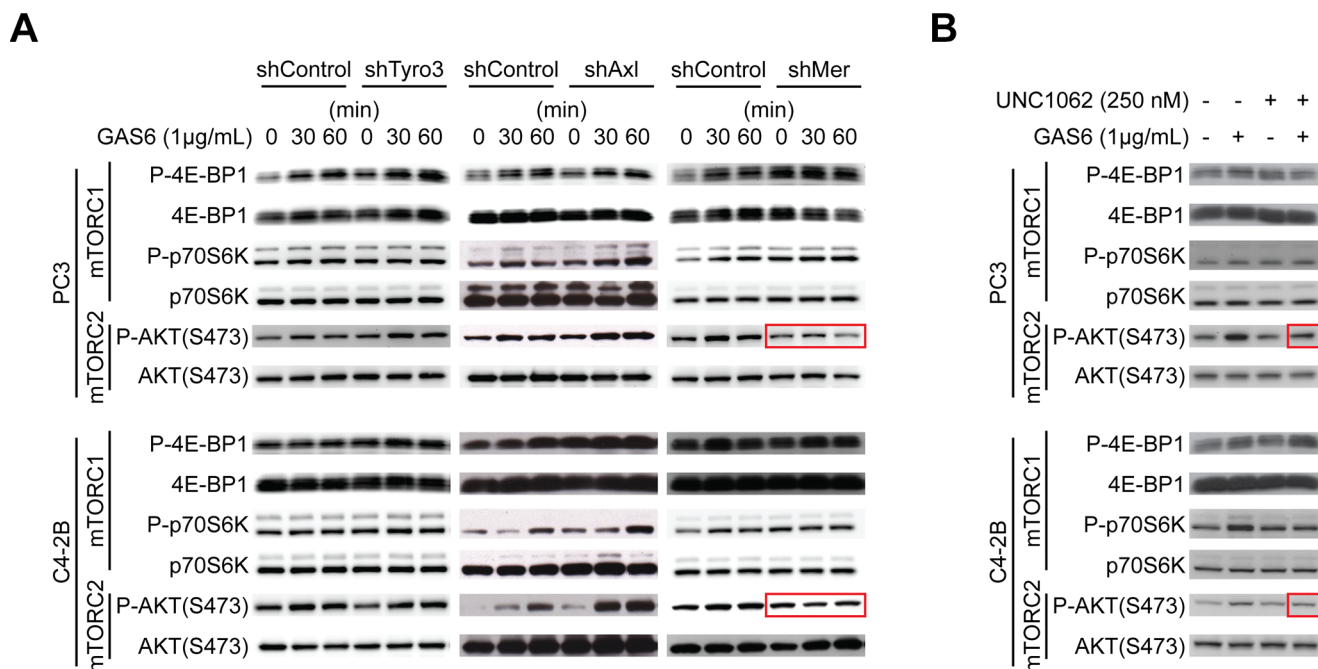 A
shControl shTyro3 shControl shAxl shControl shMer
(min) (min) (min)
GAS6 (1µg/mL) 0 30 60 0 30 60 0 30 60 0 30 60 0 30 60 0 30 60
PC3
mTORC1
P-4E-BP1
4E-BP1
P-p70S6K
p70S6K
mTORC2
P-AKT(S473)
AKT(S473)
C4-2B
mTORC1
P-4E-BP1
4E-BP1
P-p70S6K
p70S6K
mTORC2
P-AKT(S473)
AKT(S473)
B
UNC1062 (250 nM) - - + +
GAS6 (1µg/mL) - + - +
PC3
mTORC1
P-4E-BP1
4E-BP1
P-p70S6K
p70S6K
mTORC2
P-AKT(S473)
AKT(S473)
C4-2B
mTORC1
P-4E-BP1
4E-BP1
P-p70S6K
p70S6K
mTORC2
P-AKT(S473)
AKT(S473)